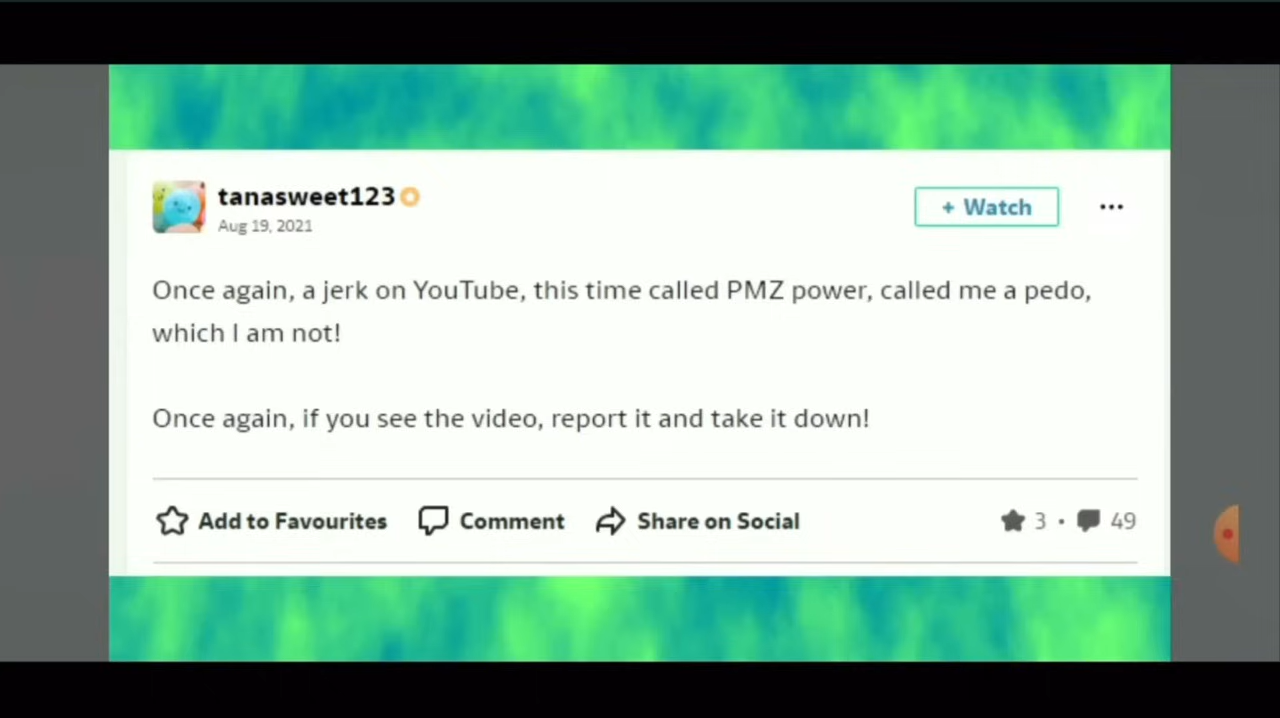 tanasweet123
Aug 19, 2021
+ Watch
Once again, a jerk on YouTube, this time called PMZ power, called me a pedo,
which I am not!
Once again, if you see the video, report it and take it down!
Add to Favourites
Comment
Share on Social
3 • 49